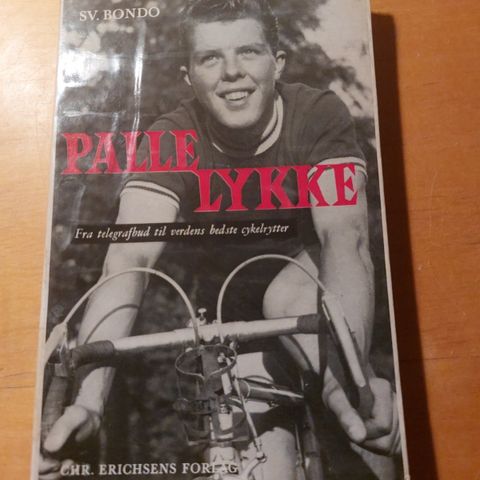 SV. BONDO
PALLE
LYKKE
Fra telegrafbud til verdens bedste cykelrytter
CHR. ERICHSENS FORLAG